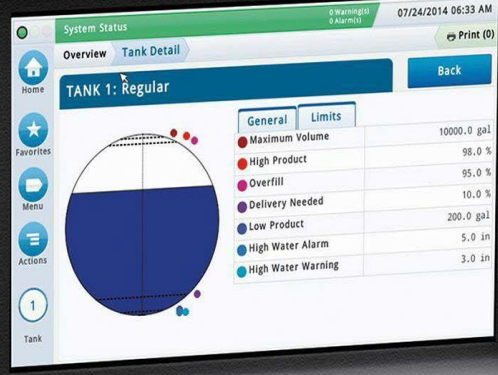 System Status
0 Warning(s)
0 Alarm(s)
07/24/2014 06:33 AM
Overview
Tank Detail
Print (0)
Home
TANK 1: Regular
Back
Favorites
Menu
Actions
1
Tank
General
Limits
Maximum Volume 10000.0 gal
High Product 98.0 %
Overfill 95.0 %
Delivery Needed 10.0 %
Low Product 200.0 gal
High Water Alarm 5.0 in
High Water Warning 3.0 in